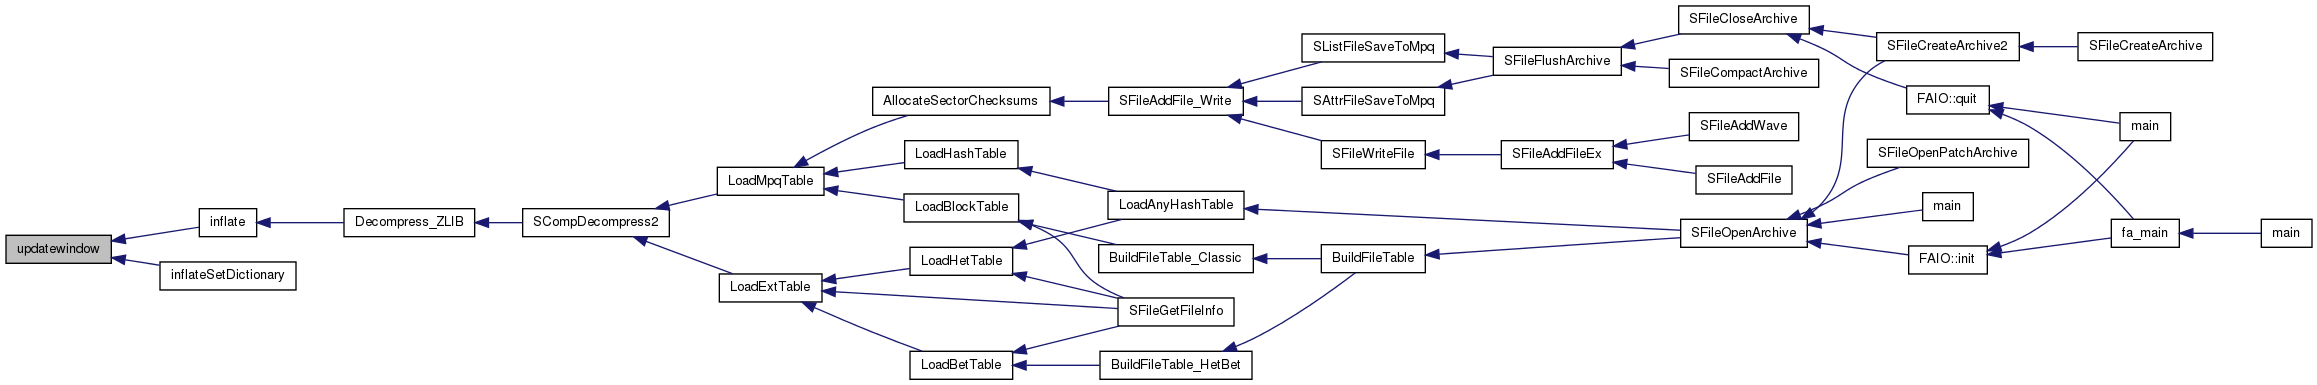 updatewindow
inflate
inflateSetDictionary
Decompress_ZLIB
SCompDecompress2
LoadMpqTable
LoadExtTable
AllocateSectorChecksums
LoadHashTable
LoadBlockTable
LoadHetTable
LoadBetTable
SFileAddFile_Write
LoadAnyHashTable
BuildFileTable_Classic
SFileGetFileInfo
BuildFileTable_HetBet
SListFileSaveToMpq
SAttrFileSaveToMpq
SFileWriteFile
BuildFileTable
SFileFlushArchive
SFileAddFileEx
SFileCloseArchive
SFileCompactArchive
SFileAddWave
SFileAddFile
SFileOpenArchive
SFileCreateArchive2
FAIO::quit
SFileOpenPatchArchive
main
FAIO::init
SFileCreateArchive
main
fa_main
main